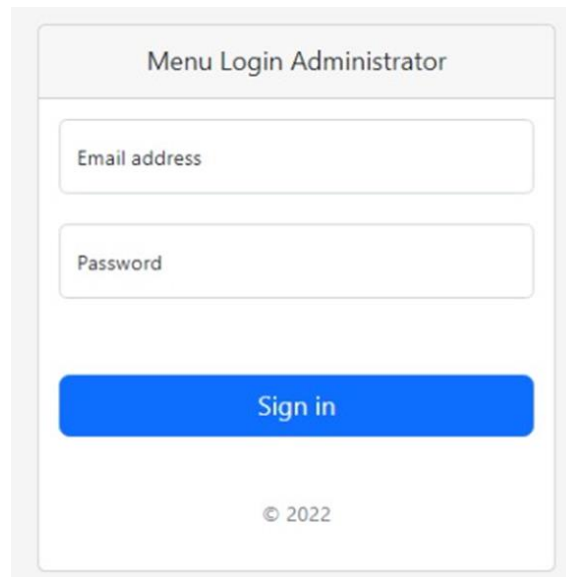 Menu Login Administrator
Email address
Password
Sign in
© 2022